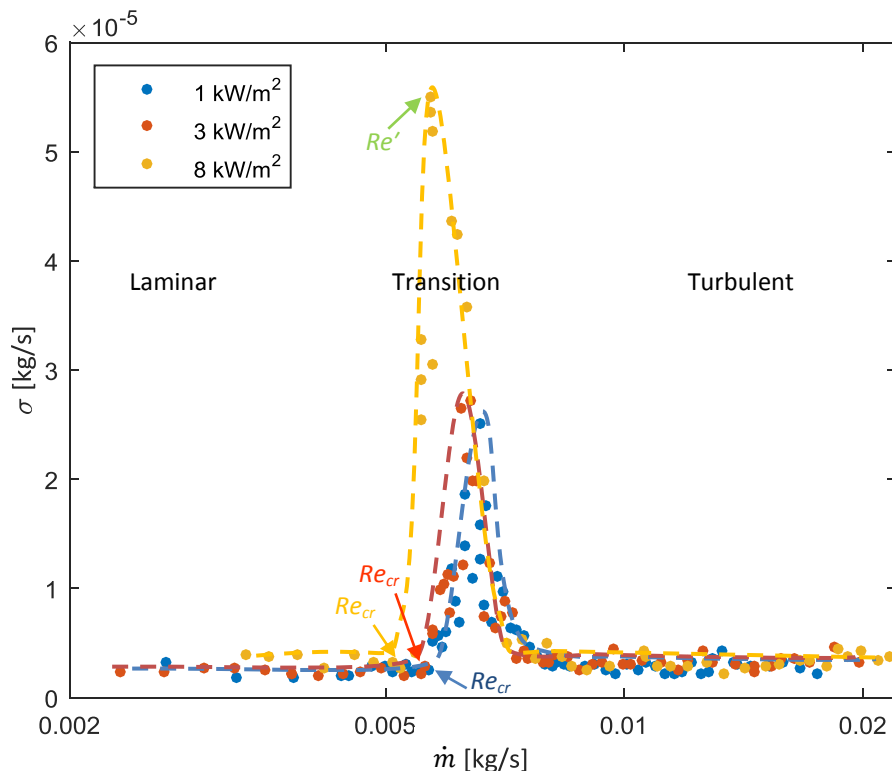 ×10⁻⁵
6
1 kW/m²
3 kW/m²
8 kW/m²
Re′
5
4
Laminar Transition Turbulent
3
σ [kg/s]
2
Re_cr
Re_cr
1
Re_cr
0
0.002 0.005 0.01 0.02
ṁ [kg/s]